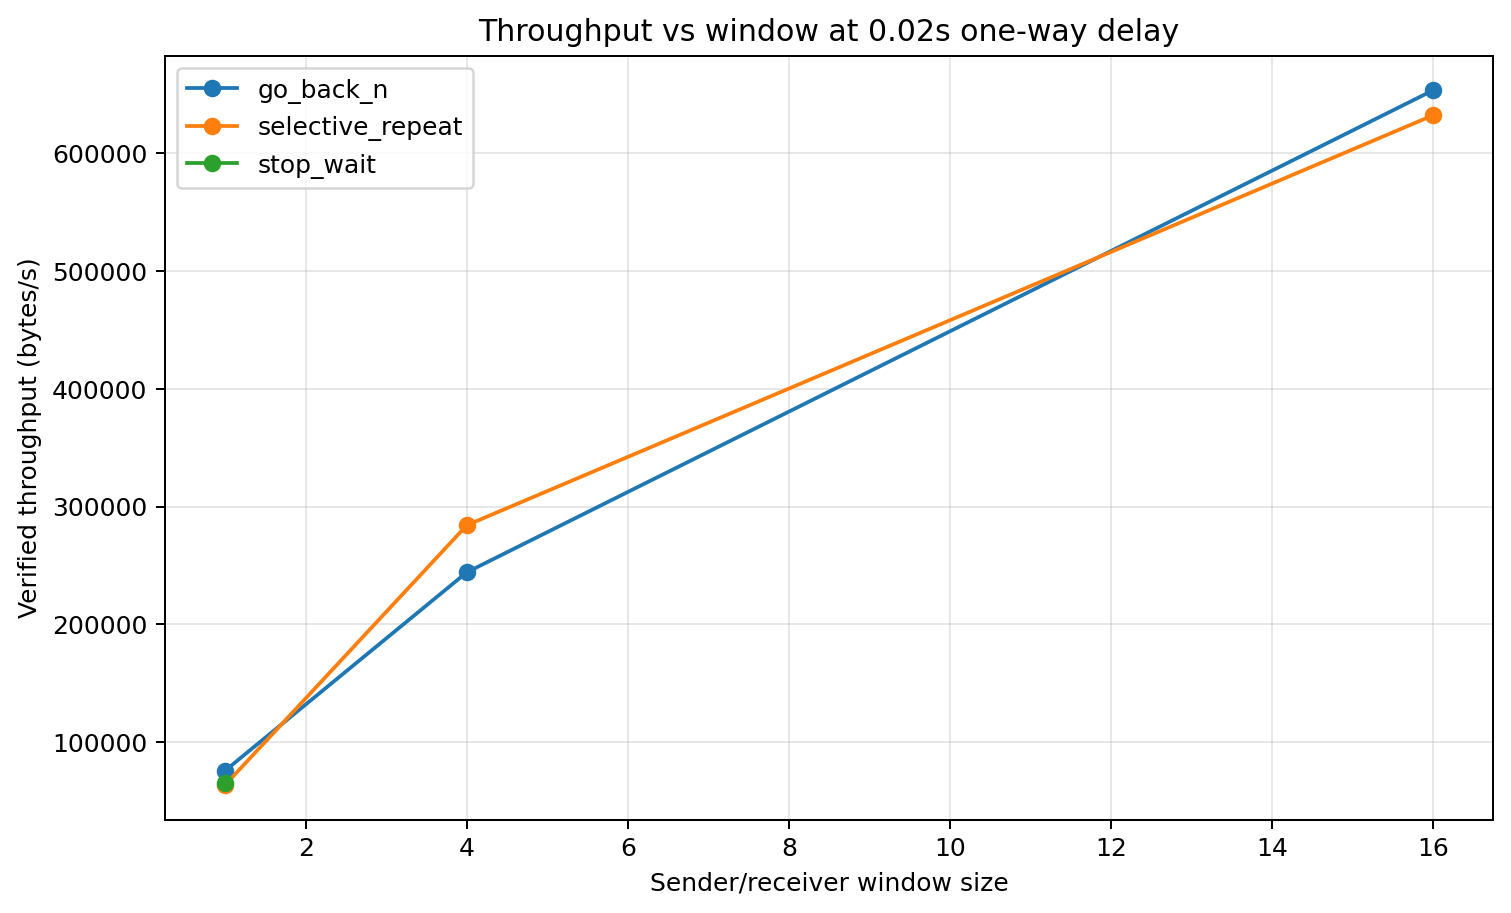 Throughput vs window at 0.02s one-way delay
go_back_n
selective_repeat
stop_wait
Verified throughput (bytes/s)
600000
500000
400000
300000
200000
100000
2 4 6 8 10 12 14 16
Sender/receiver window size